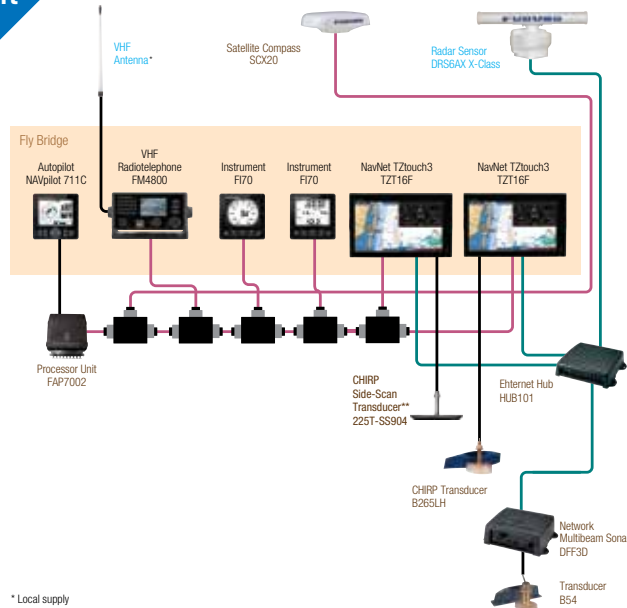 VHF
Antenna*
Satellite Compass
SCX20
FURUNO
Radar Sensor
DRS6AX X-Class
Fly Bridge
Autopilot
NAVpilot 711C
VHF
Radiotelephone
FM4800
Instrument
FI70
Instrument
FI70
NavNet TZtouch3
TZT16F
NavNet TZtouch3
TZT16F
Processor Unit
FAP7002
CHIRP
Side-Scan
Transducer**
225T-SS904
Ehternet Hub
HUB101
CHIRP Transducer
B265LH
Network
Multibeam Sona
DFF3D
Transducer
B54
* Local supply